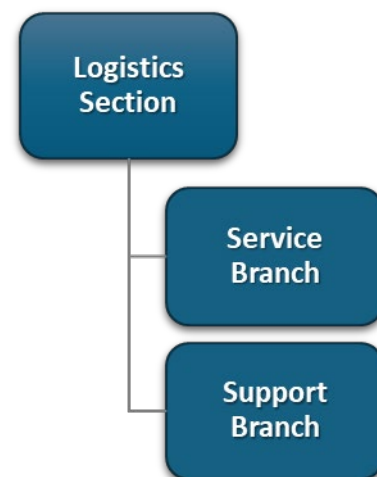 Logistics
Section
Service
Branch
Support
Branch